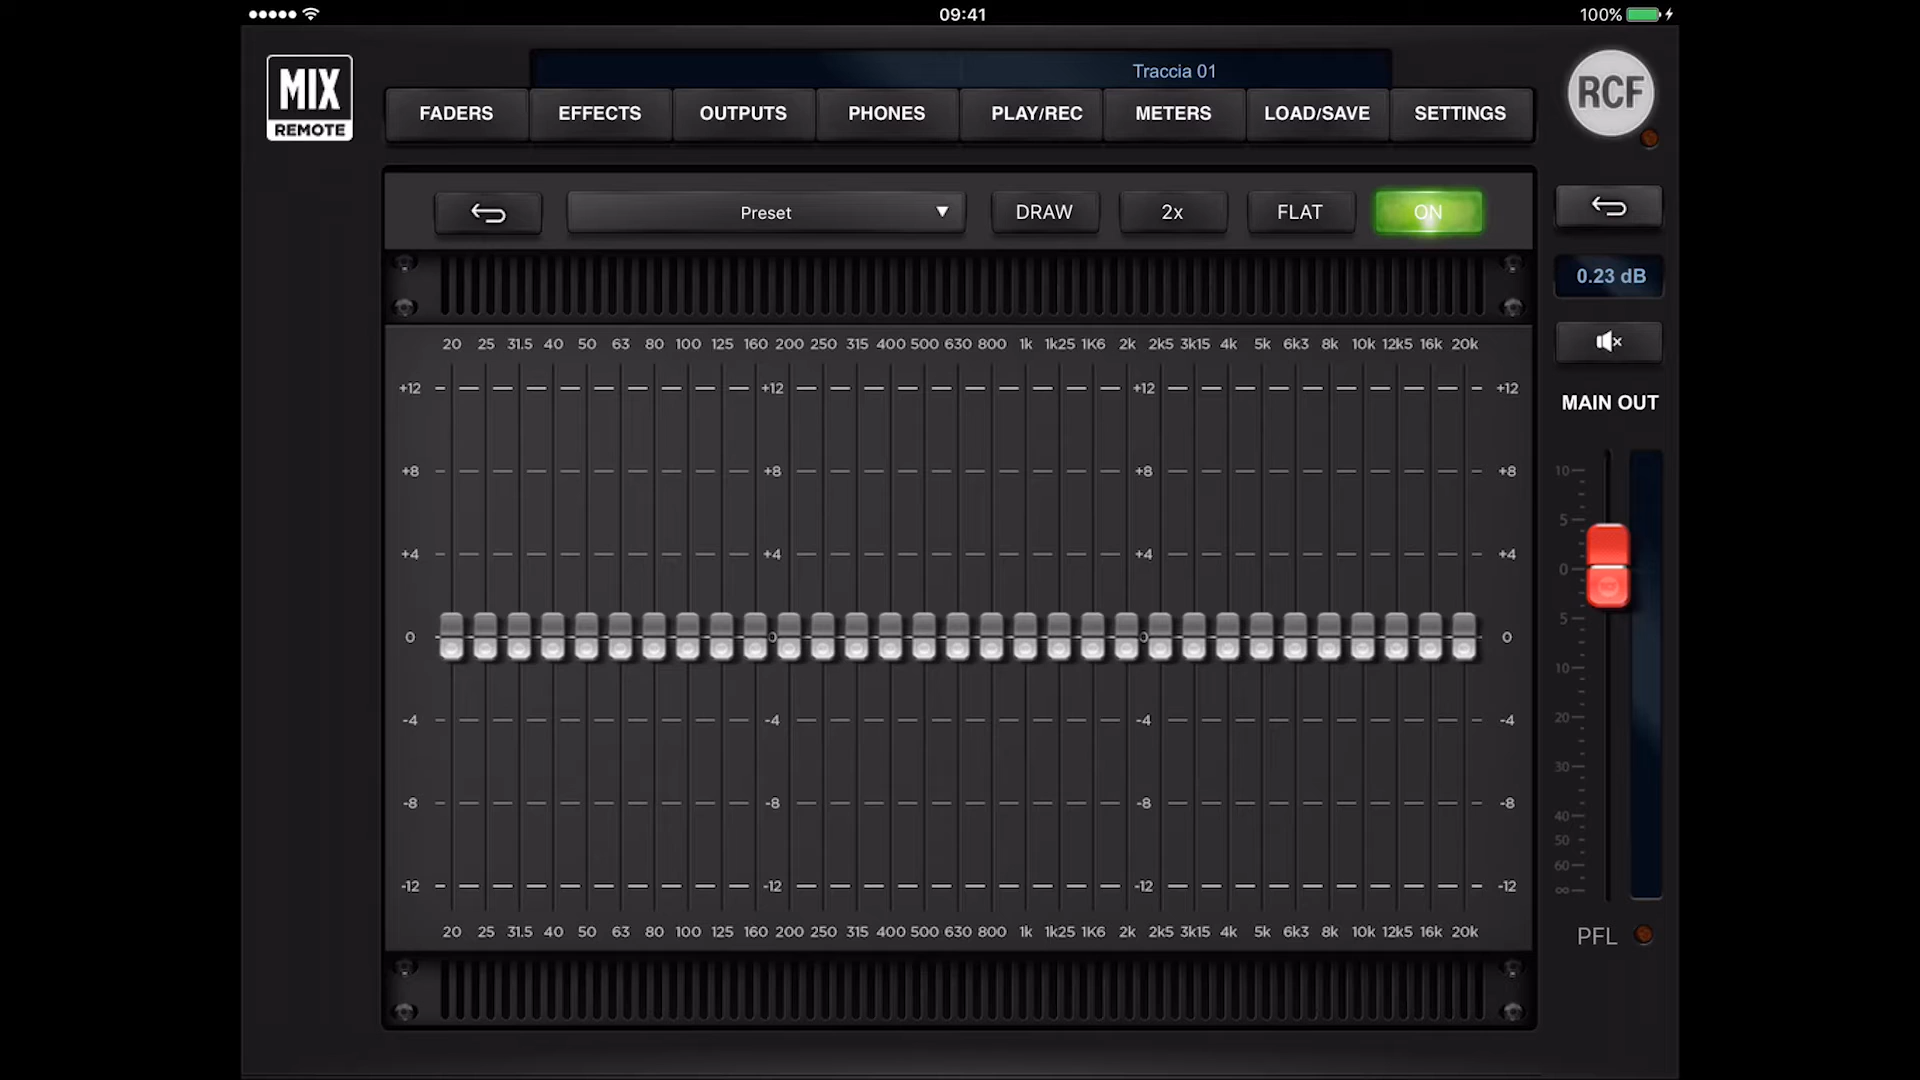 09:41
100%
MIX
REMOTE
Traccia 01
RCF
FADERS EFFECTS OUTPUTS PHONES PLAY/REC METERS LOAD/SAVE SETTINGS
Preset DRAW 2x FLAT ON
0.23 dB
MAIN OUT
20 25 31.5 40 50 63 80 100 125 160 200 250 315 400 500 630 800 1k 1k25 1K6 2k 2k5 3k15 4k 5k 6k3 8k 10k 12k5 16k 20k
+12 +12 +12 +12
+8 +8 +8 +8
+4 +4 +4 +4
0 0 0 0
-4 -4 -4 -4
-8 -8 -8 -8
-12 -12 -12 -12
20 25 31.5 40 50 63 80 100 125 160 200 250 315 400 500 630 800 1k 1k25 1K6 2k 2k5 3k15 4k 5k 6k3 8k 10k 12k5 16k 20k
10
5
0
5
10
20
30
40
50
60
∞
PFL